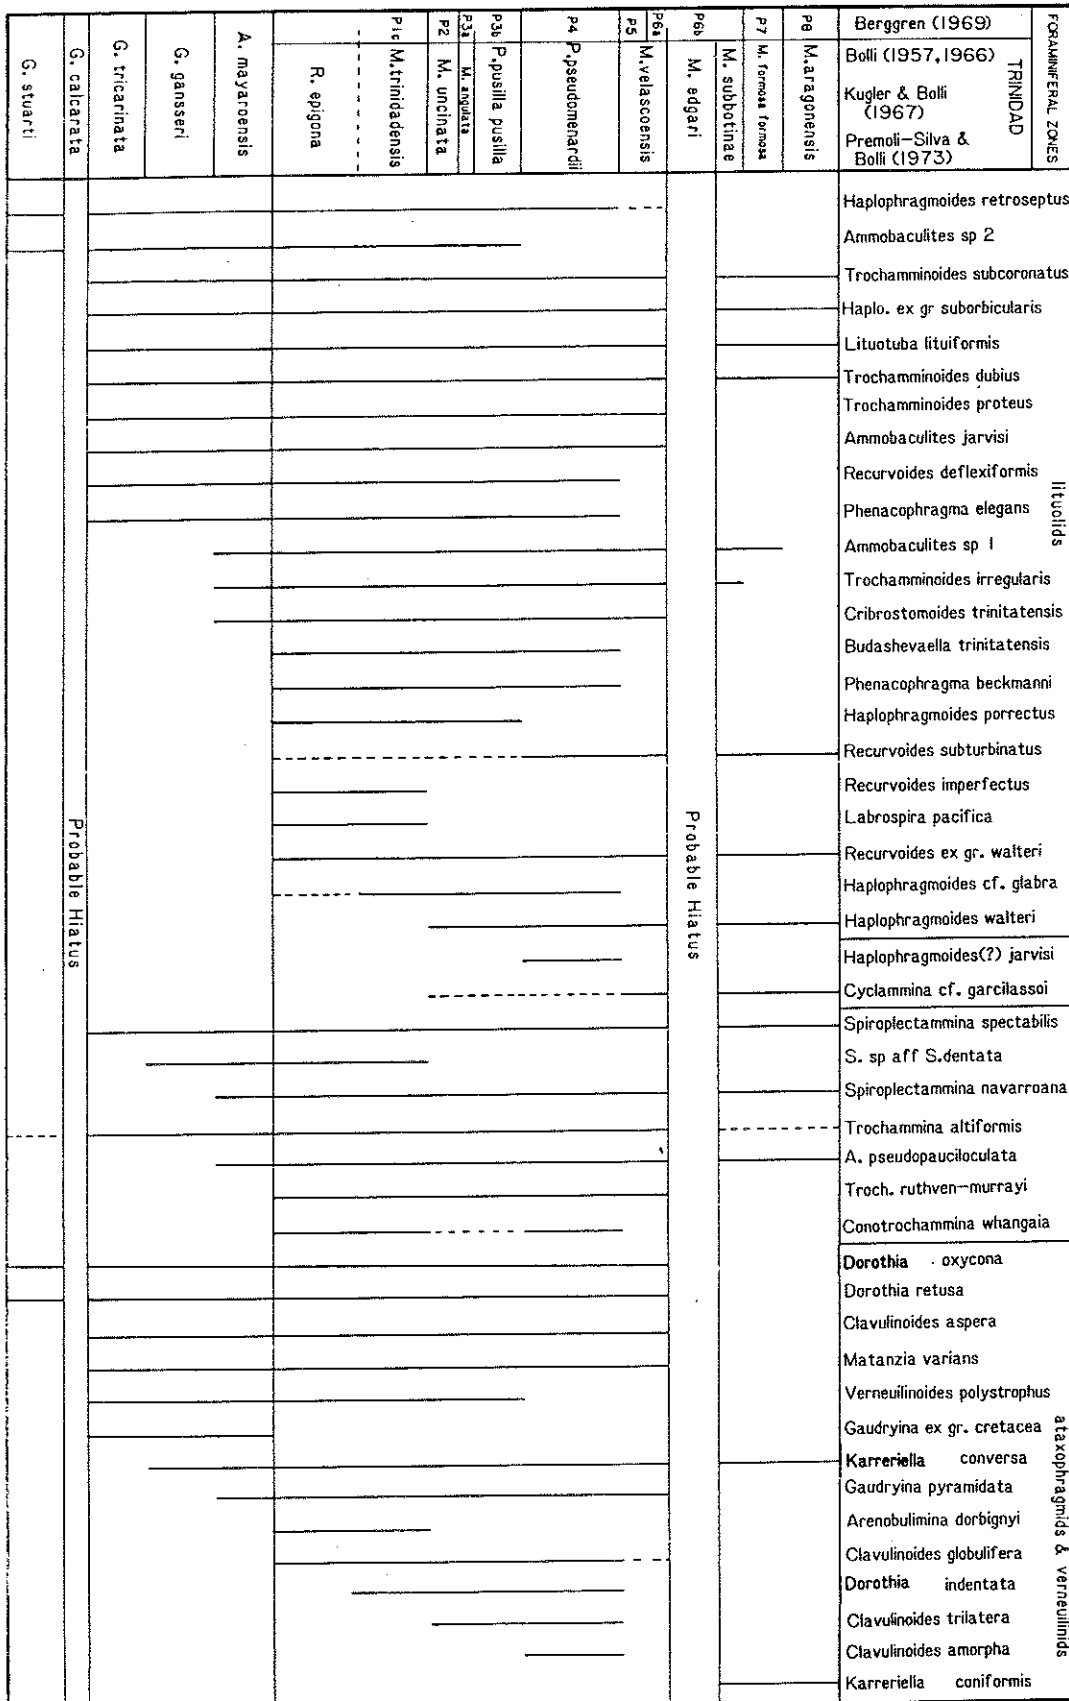 FORAMINIFERAL ZONES
Berggren (1969)
TRINIDAD
Bolli (1957,1966)
Kugler & Bolli
(1967)
Premoli-Silva &
Bolli (1973)
G. stuarti
G. calcarata
G. tricarinata
G. gansseri
A. mayaroensis
R. epigona
P1c
M. trinidadensis
P2
M. uncinata
P3a
M. angulata
P3b
P. pusilla pusilla
P4
P. pseudomenardii
P5
P6a
M. velascoensis
P6b
M. edgari
M. subbotinae
P7
M. formosa formosa
P8
M. aragonensis
Probable Hiatus
Probable Hiatus
Haplophragmoides retroseptus
Ammobaculites sp 2
Trochamminoides subcoronatus
Haplo. ex gr suborbicularis
Lituotuba lituiformis
Trochamminoides dubius
Trochamminoides proteus
Ammobaculites jarvisi
Recurvoides deflexiformis
Phenacophragma elegans
Ammobaculites sp 1
Trochamminoides irregularis
Cribrostomoides trinitatensis
Budashevaella trinitatensis
Phenacophragma beckmanni
Haplophragmoides porrectus
Recurvoides subturbinatus
Recurvoides imperfectus
Labrospira pacifica
Recurvoides ex gr. walteri
Haplophragmoides cf. glabra
Haplophragmoides walteri
lituolids
Haplophragmoides(?) jarvisi
Cyclammina cf. garcilassoi
Spiroplectammina spectabilis
S. sp aff S.dentata
Spiroplectammina navarroana
Trochammina altiformis
A. pseudopauciloculata
Troch. ruthven-murrayi
Conotrochammina whangaia
Dorothia oxycona
Dorothia retusa
Clavulinoides aspera
Matanzia varians
Verneuilinoides polystrophus
Gaudryina ex gr. cretacea
Karreriella conversa
Gaudryina pyramidata
Arenobulimina dorbignyi
Clavulinoides globulifera
Dorothia indentata
Clavulinoides trilatera
Clavulinoides amorpha
Karreriella coniformis
ataxophragmids & verneuilinids